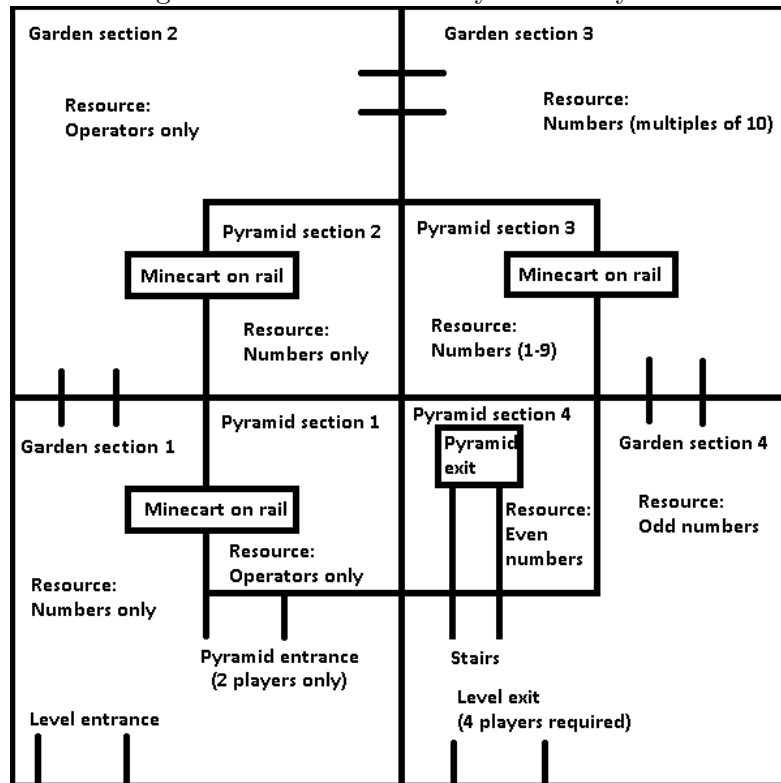 Garden section 2
Garden section 3
Resource:
Operators only
Resource:
Numbers (multiples of 10)
Pyramid section 2
Pyramid section 3
Minecart on rail
Minecart on rail
Resource:
Numbers only
Resource:
Numbers (1-9)
Garden section 1
Pyramid section 1
Pyramid section 4
Garden section 4
Pyramid
exit
Minecart on rail
Resource:
Even
numbers
Resource:
Odd numbers
Resource:
Operators only
Resource:
Numbers only
Pyramid entrance
(2 players only)
Stairs
Level entrance
Level exit
(4 players required)